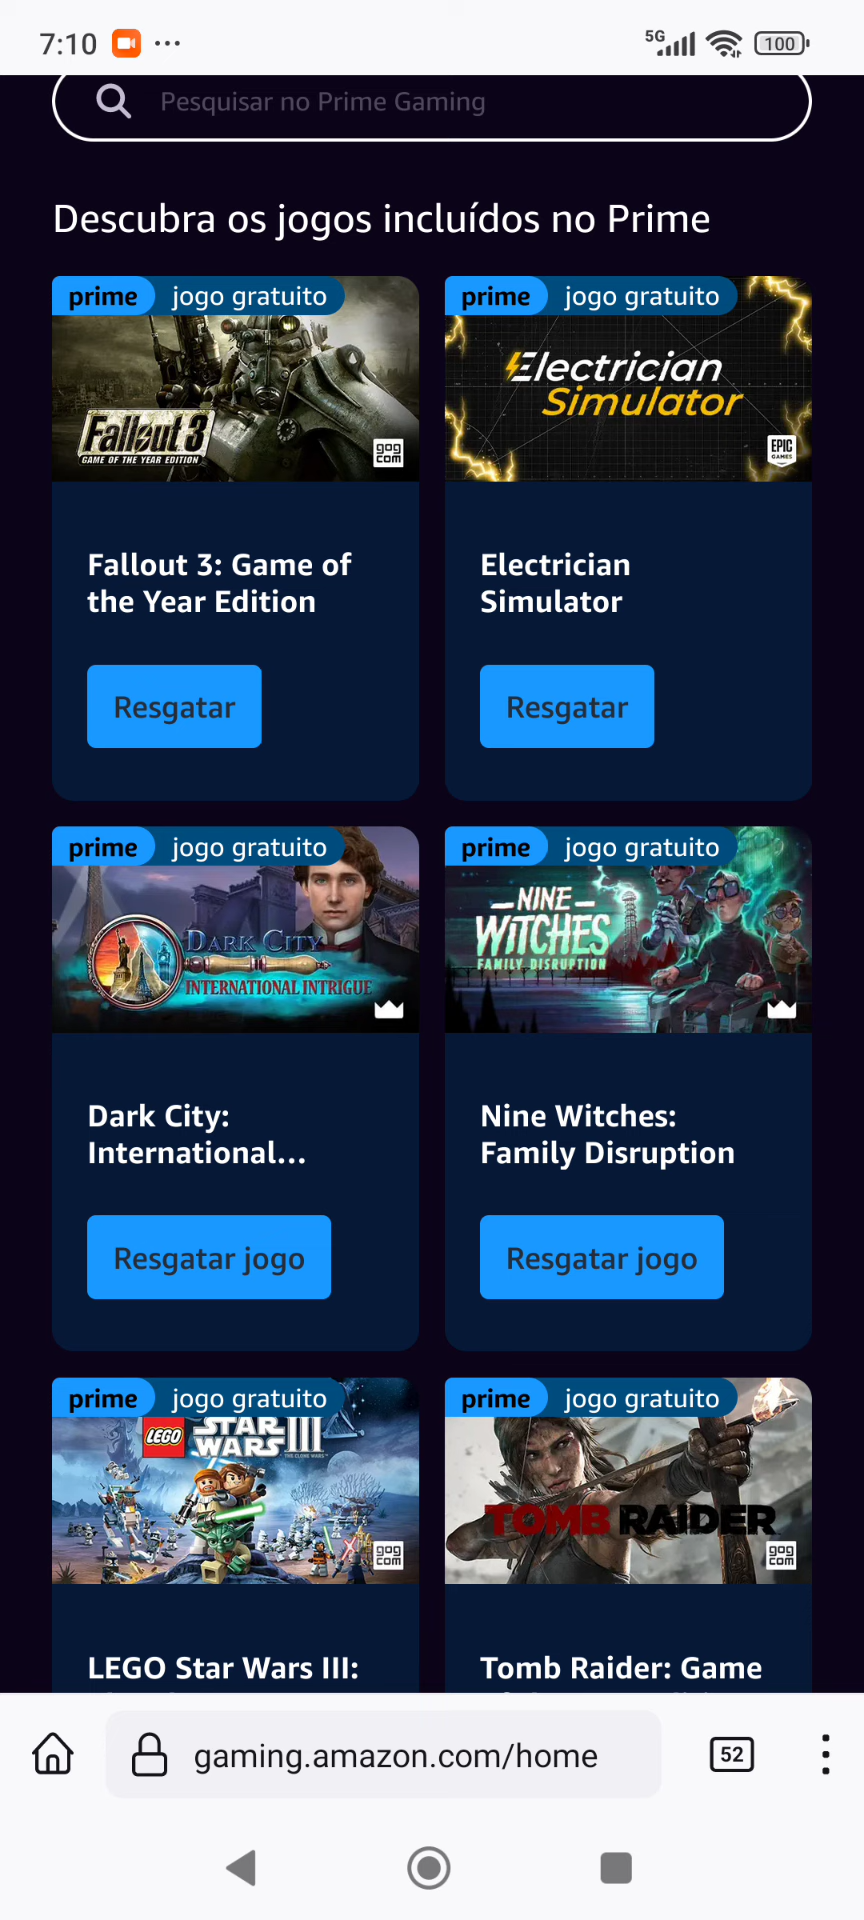 7:10
5G
100
Pesquisar no Prime Gaming
Descubra os jogos incluídos no Prime
prime jogo gratuito
Fallout 3
GAME OF THE YEAR EDITION
gog
com
prime jogo gratuito
Electrician
Simulator
EPIC
GAMES
Fallout 3: Game of
the Year Edition
Resgatar
Electrician
Simulator
Resgatar
prime jogo gratuito
DARK CITY
INTERNATIONAL INTRIGUE
prime jogo gratuito
NINE
WITCHES
FAMILY DISRUPTION
Dark City:
International...
Resgatar jogo
Nine Witches:
Family Disruption
Resgatar jogo
prime jogo gratuito
LEGO STAR WARS III
THE CLONE WARS
gog
com
prime jogo gratuito
TOMB RAIDER
gog
com
LEGO Star Wars III:
Tomb Raider: Game
gaming.amazon.com/home
52